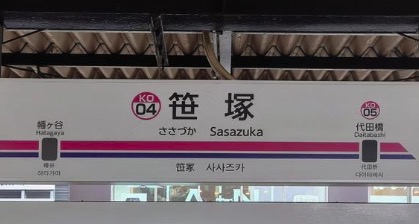 KO
04
笹塚
ささづか Sasazuka
笹塚 사사즈카
幡ヶ谷
Hatagaya
KO
05
代田橋
Daitabashi